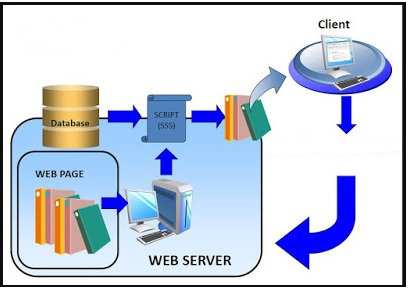 Client
Database
SCRIPT
(SSS)
WEB PAGE
WEB SERVER